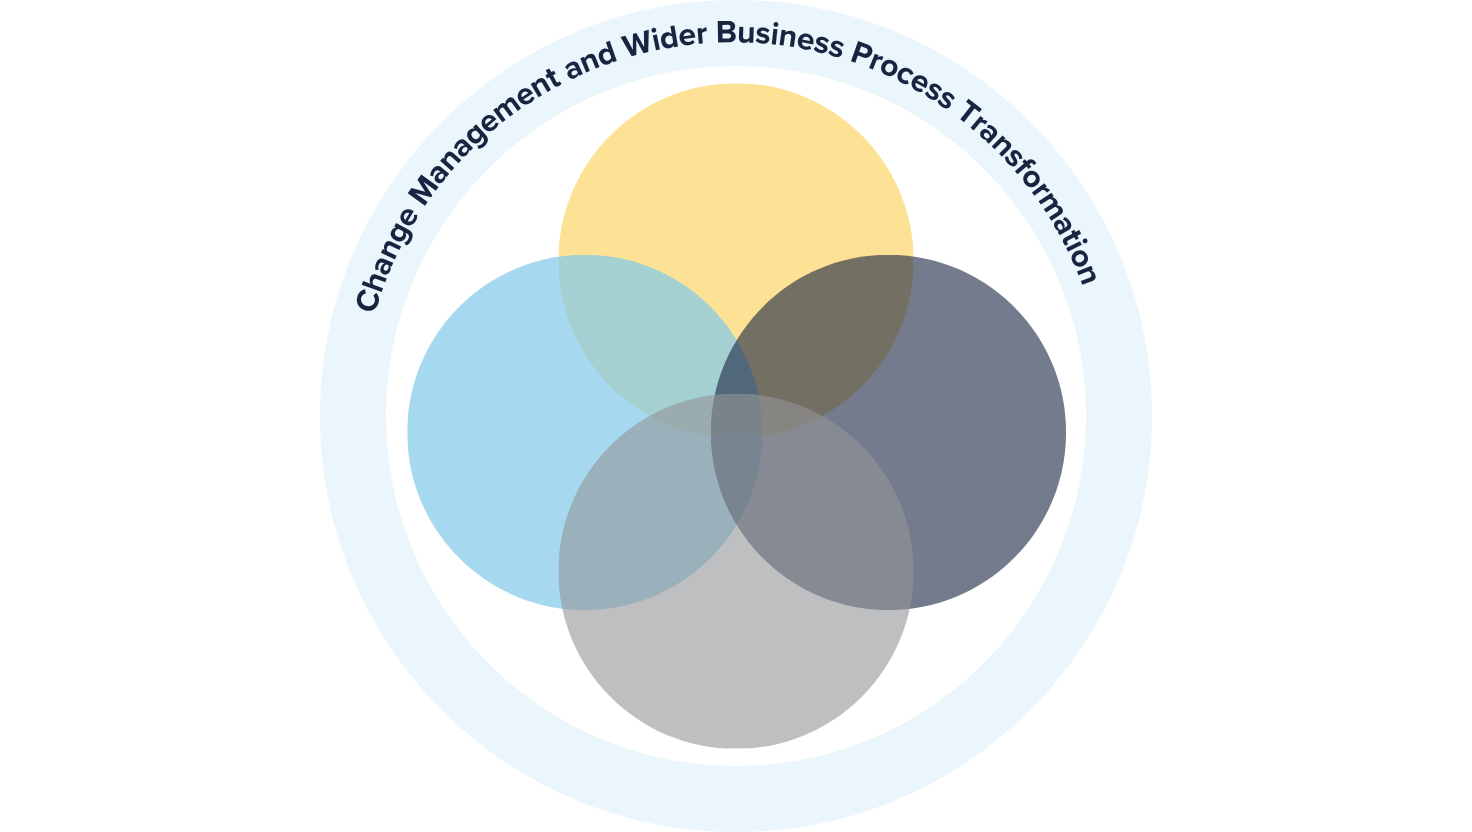 Change Management and Wider Business Process Transformation